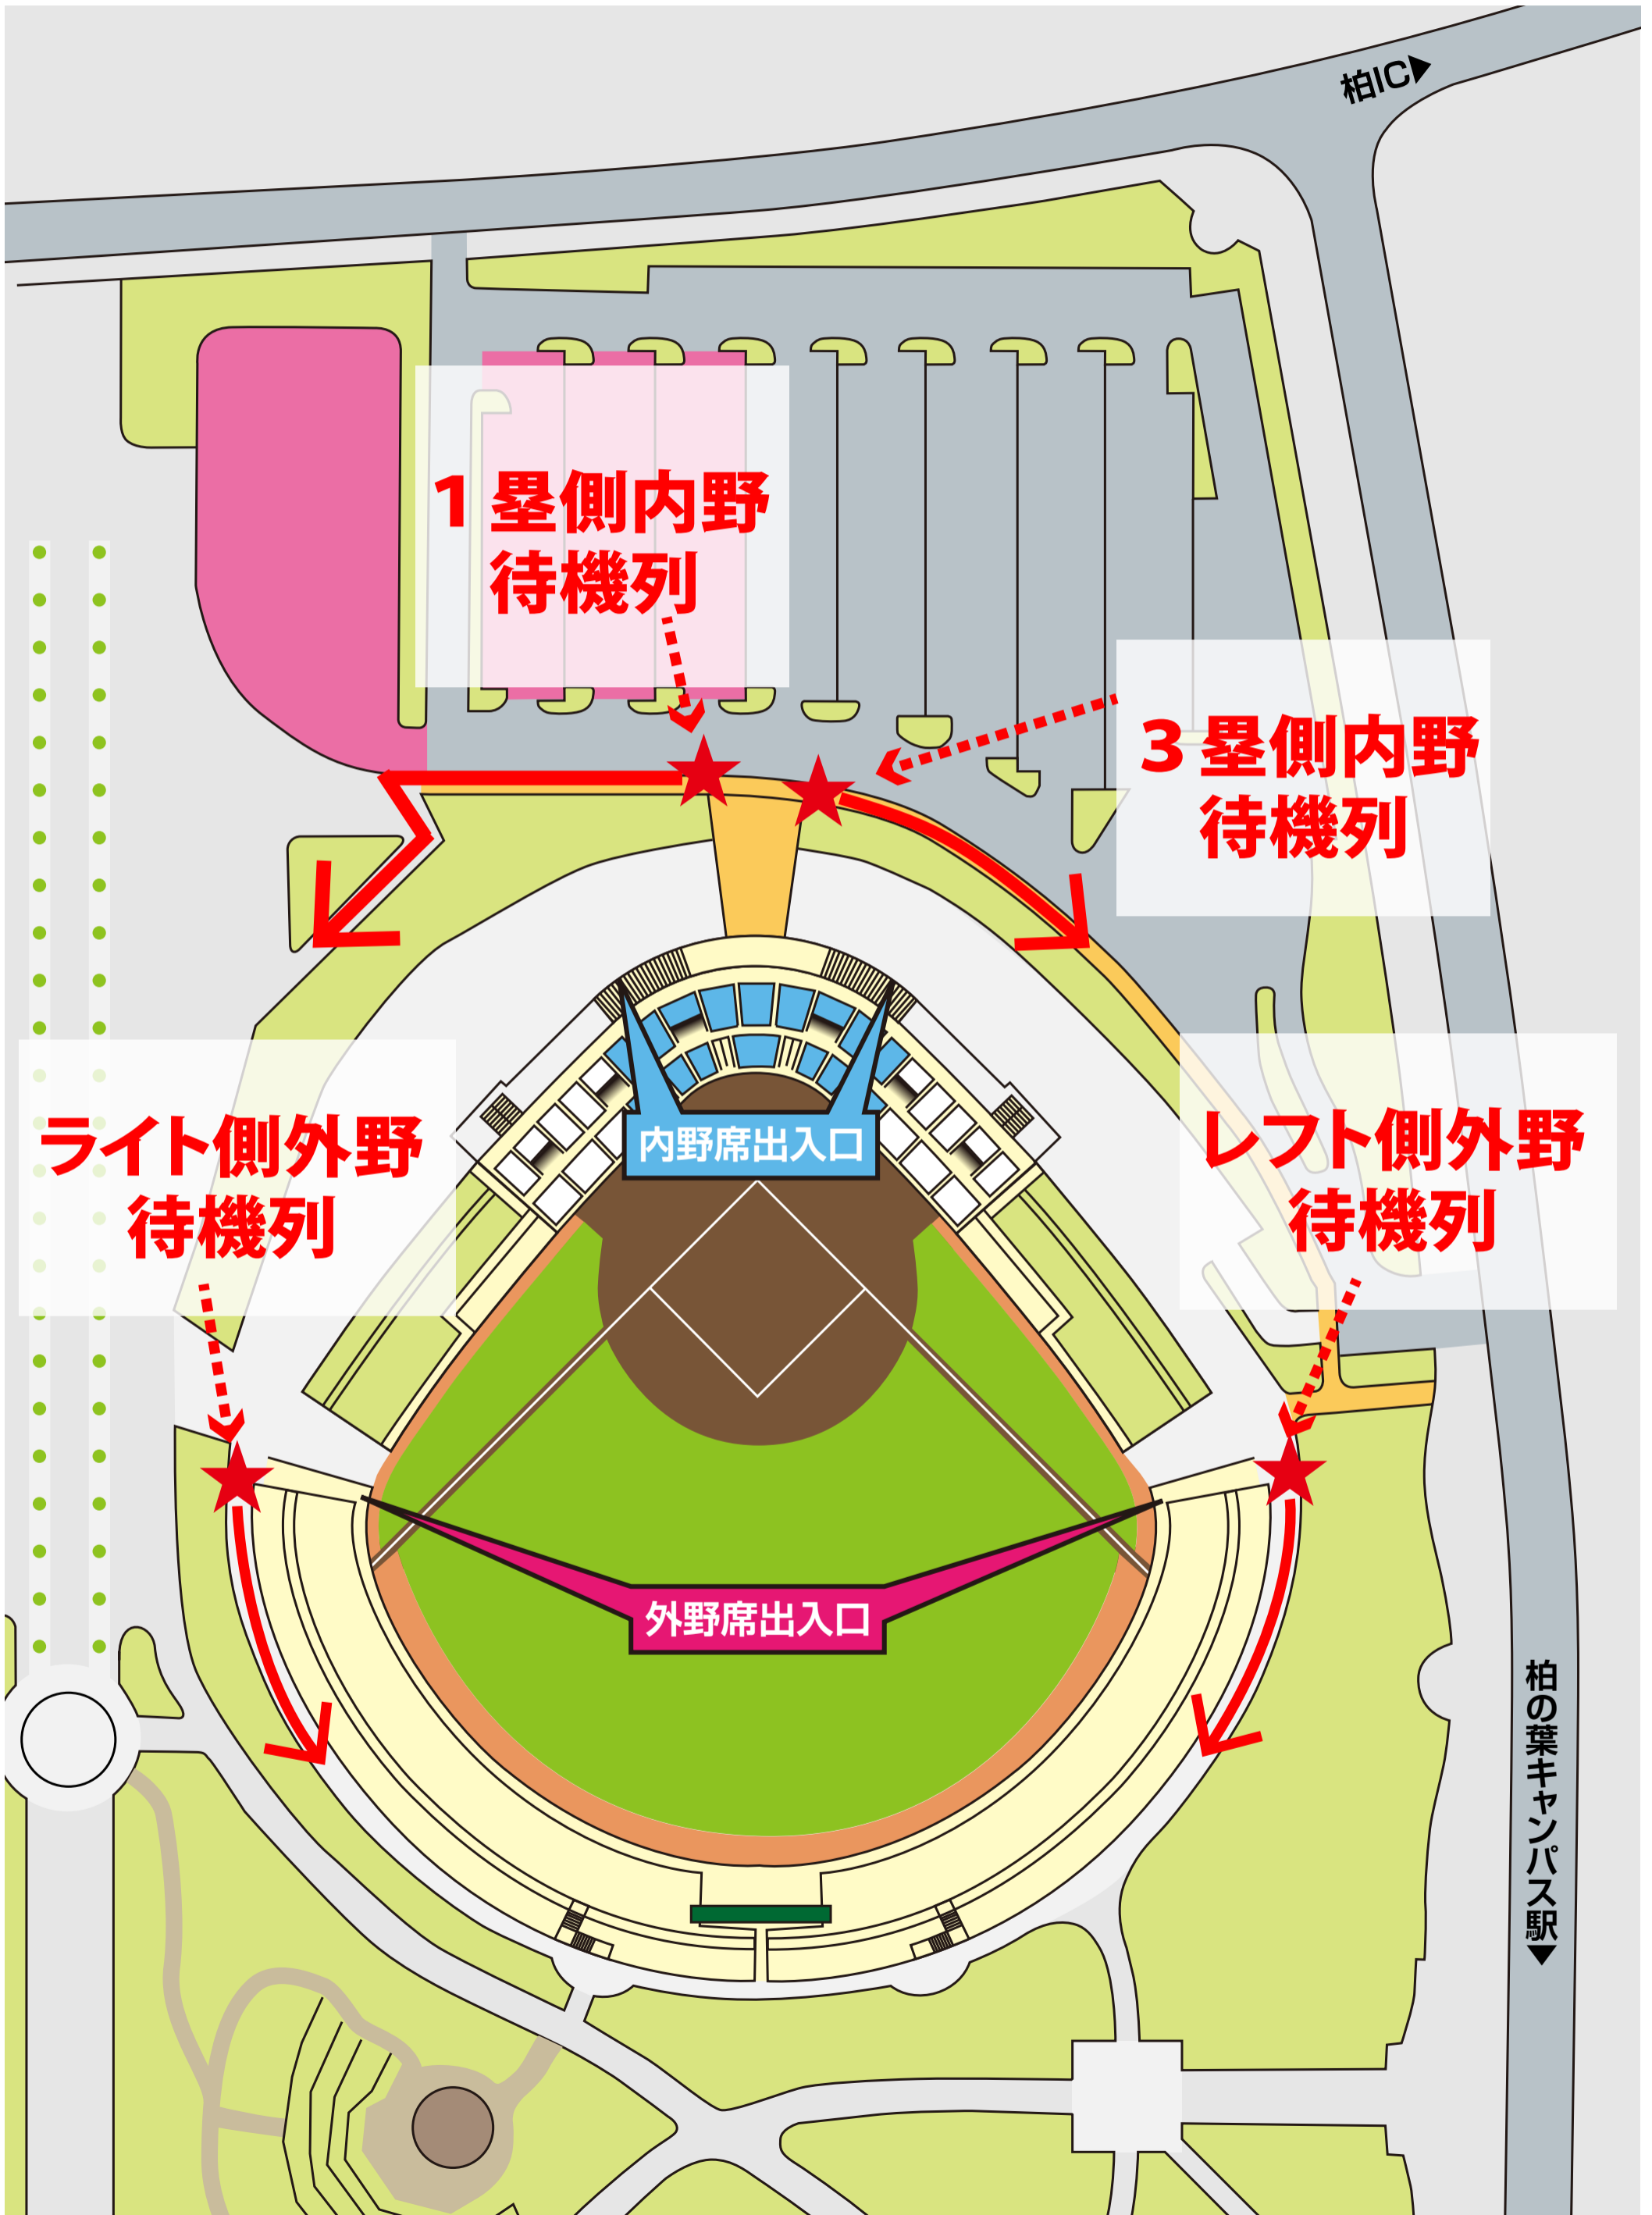 柏IC▶
1塁側内野
待機列
3塁側内野
待機列
ライト側外野
待機列
レフト側外野
待機列
内野席出入口
外野席出入口
柏の葉キャンパス駅▼